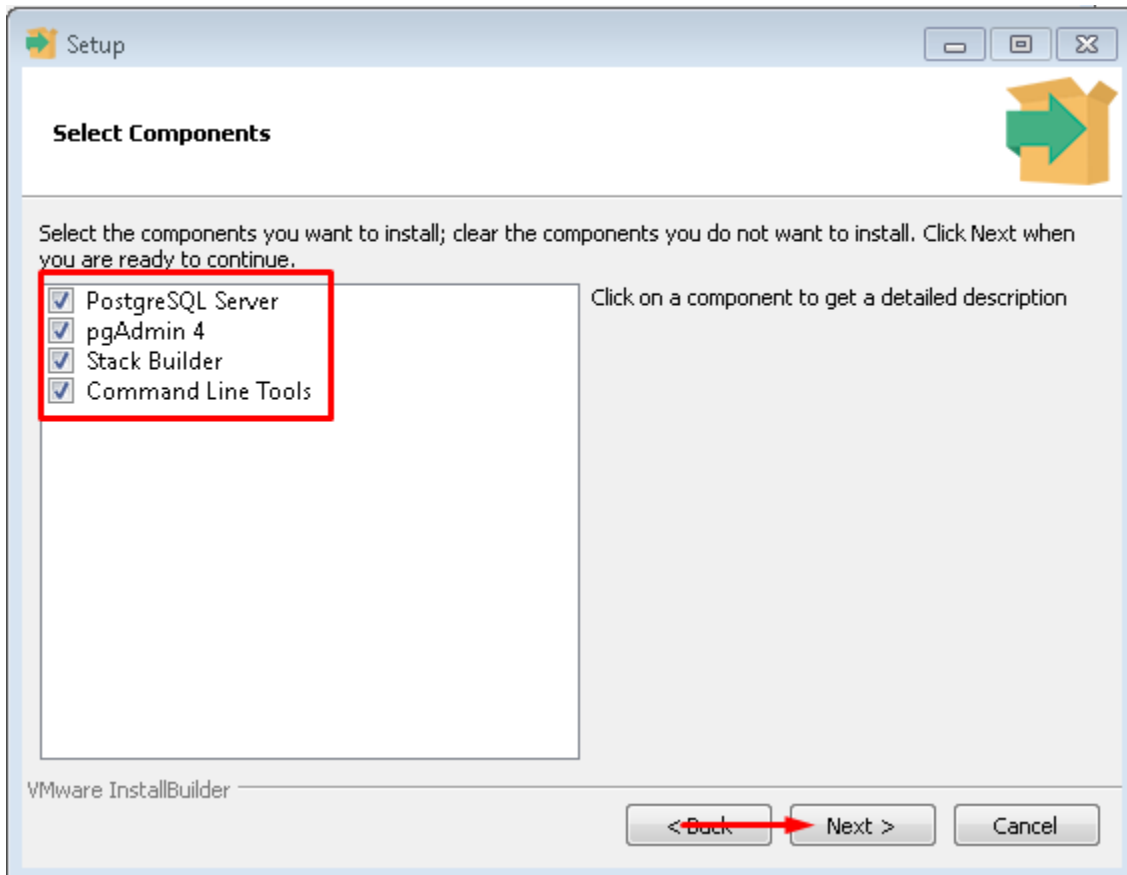 Setup
Select Components
Select the components you want to install; clear the components you do not want to install. Click Next when
you are ready to continue.
PostgreSQL Server
pgAdmin 4
Stack Builder
Command Line Tools
Click on a component to get a detailed description
VMware InstallBuilder
< Back
Next >
Cancel